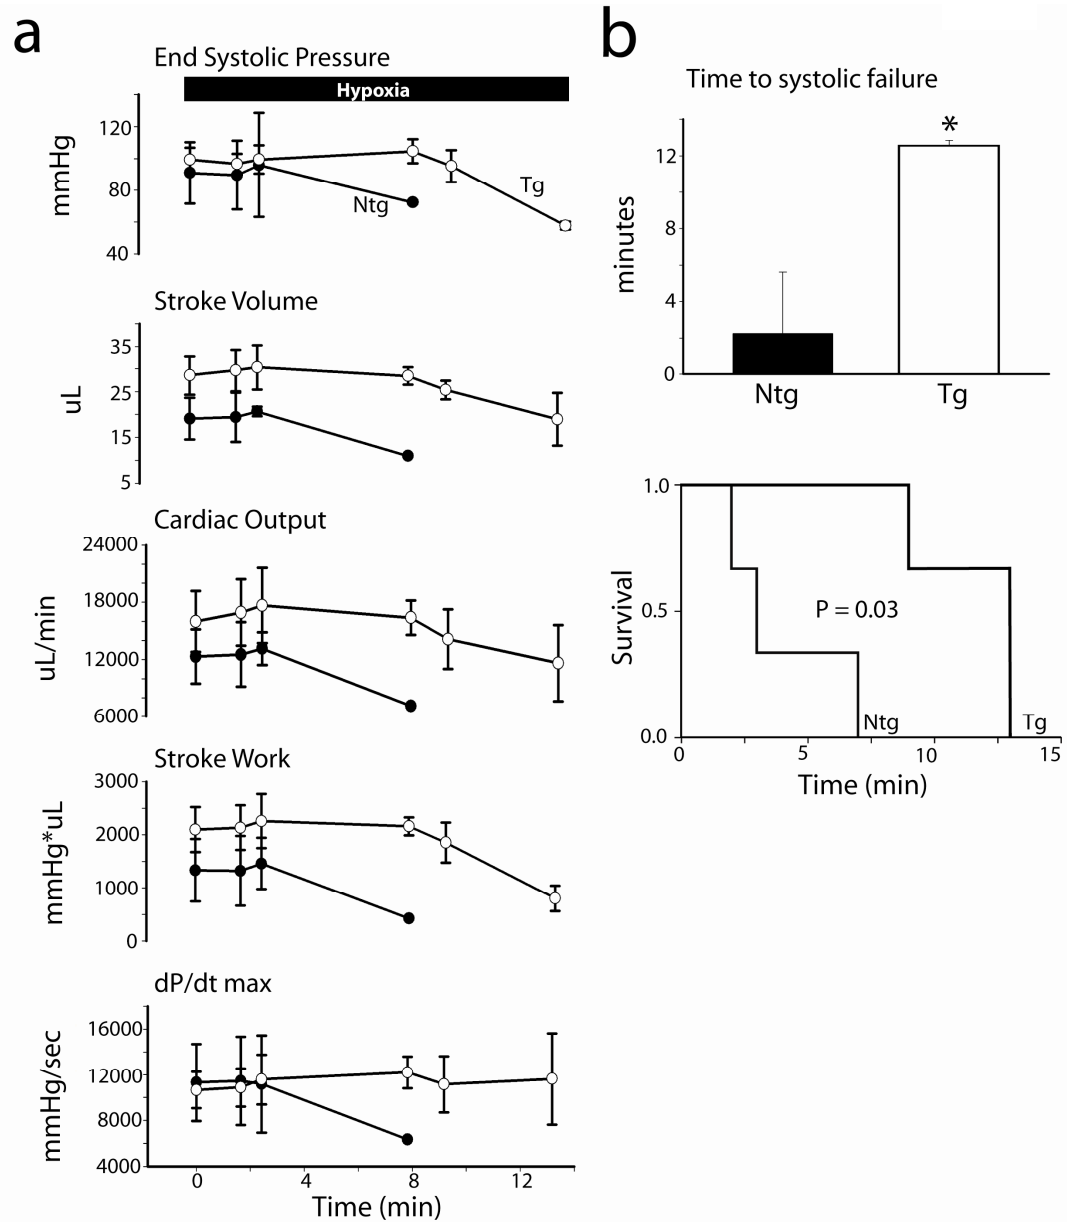 a
End Systolic Pressure
Hypoxia
mmHg
120
80
40
Ntg
Tg
Stroke Volume
uL
35
25
15
5
Cardiac Output
uL/min
24000
18000
12000
6000
Stroke Work
mmHg*uL
3000
2000
1000
0
dP/dt max
mmHg/sec
16000
12000
8000
4000
0 4 8 12
Time (min)
b
Time to systolic failure
*
minutes
12
8
4
0
Ntg Tg
Survival
1.0
0.5
0.0
P = 0.03
Ntg Tg
0 5 10 15
Time (min)